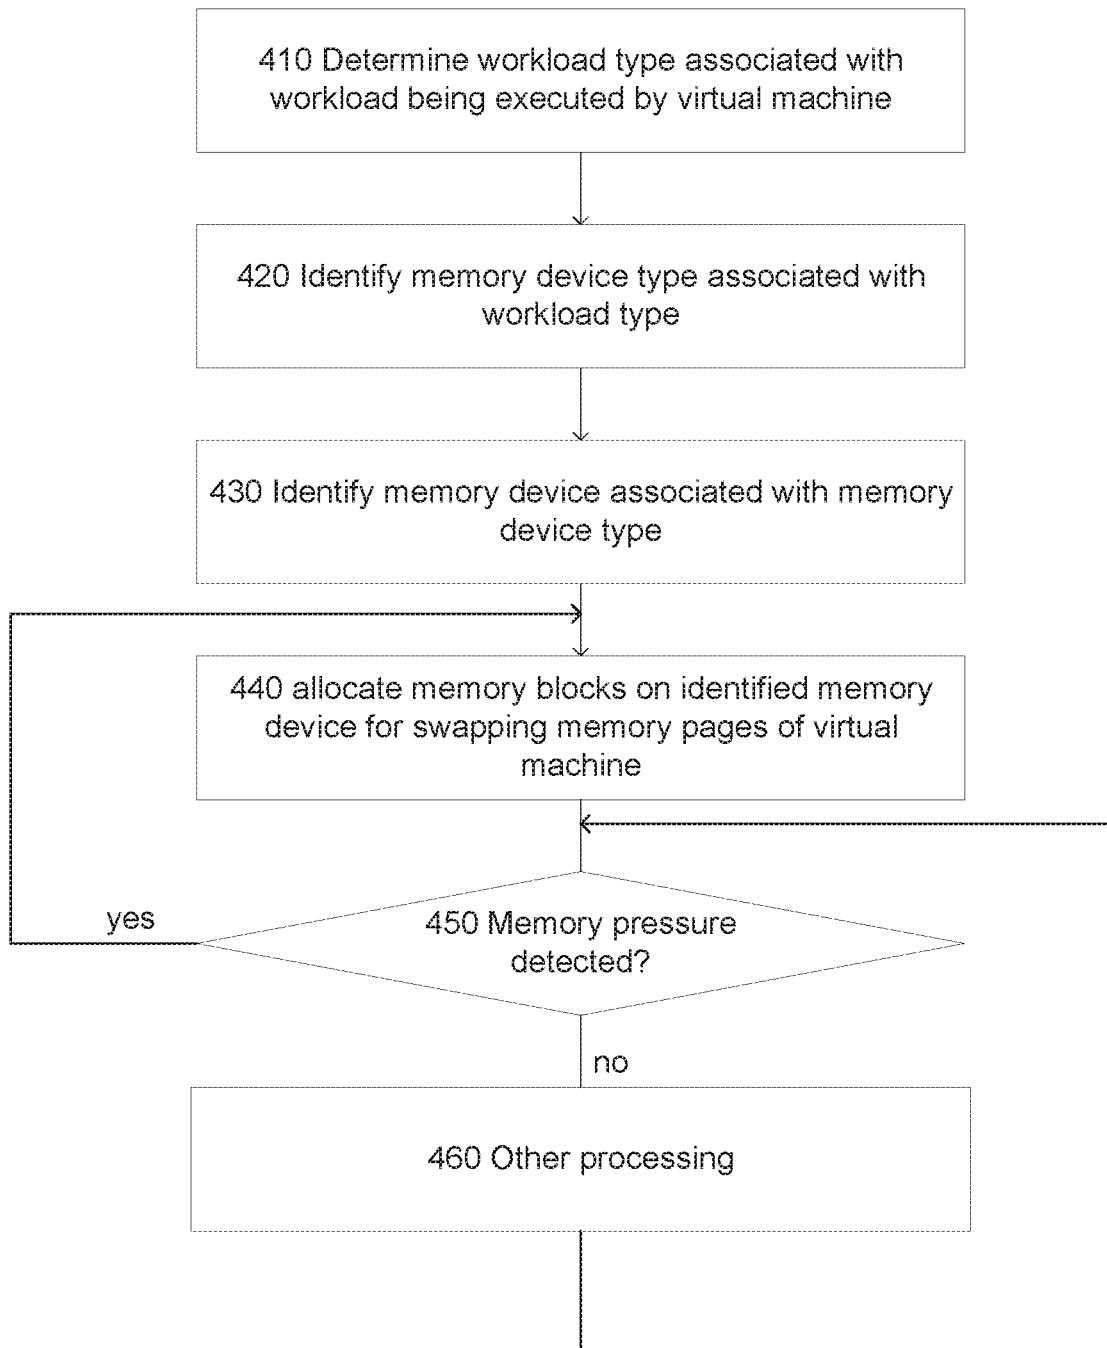 410 Determine workload type associated with
workload being executed by virtual machine
420 Identify memory device type associated with
workload type
430 Identify memory device associated with memory
device type
440 allocate memory blocks on identified memory
device for swapping memory pages of virtual
machine
yes
450 Memory pressure
detected?
no
460 Other processing